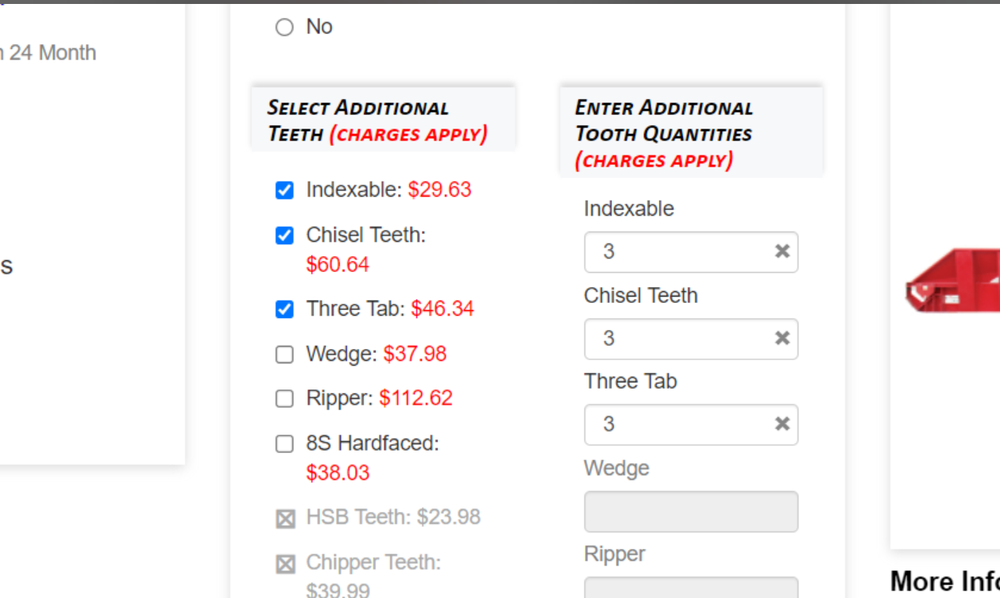 24 Month
s
No
SELECT ADDITIONAL
TEETH (CHARGES APPLY)
Indexable: $29.63
Chisel Teeth:
$60.64
Three Tab: $46.34
Wedge: $37.98
Ripper: $112.62
8S Hardfaced:
$38.03
HSB Teeth: $23.98
Chipper Teeth:
$39.99
ENTER ADDITIONAL
TOOTH QUANTITIES
(CHARGES APPLY)
Indexable
3
Chisel Teeth
3
Three Tab
3
Wedge
Ripper
More